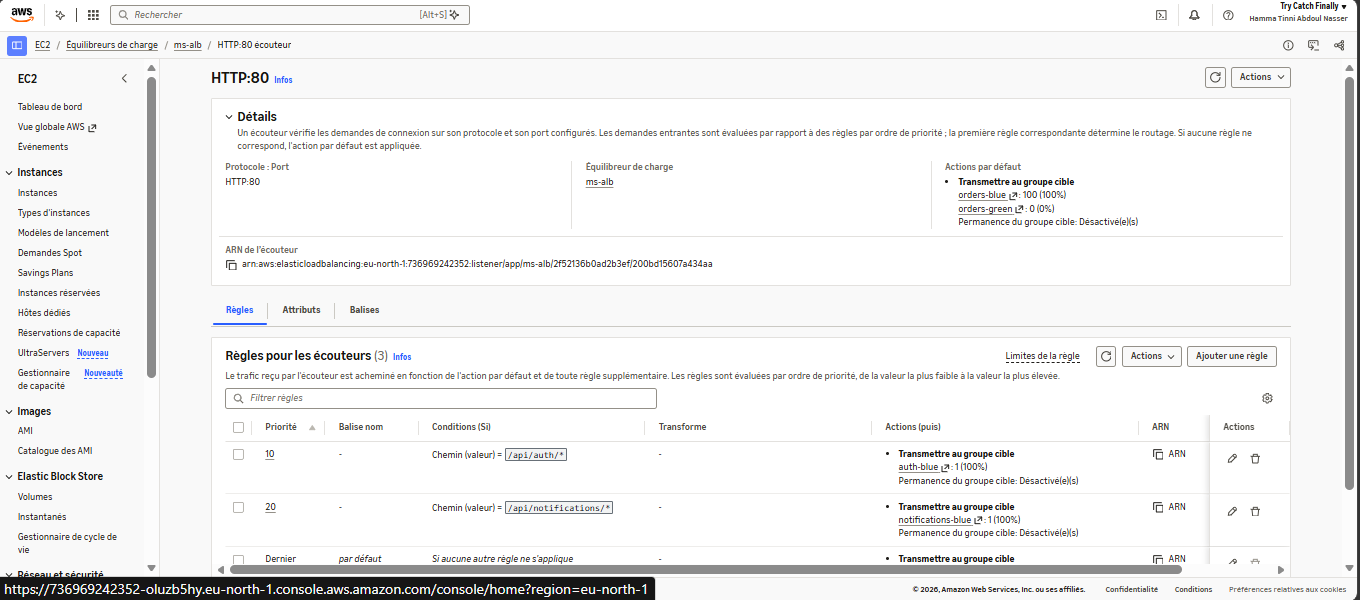 aws
Rechercher
[Alt+S]
Try Catch Finally
Hamma Tinni Abdoul Nasser
EC2 / Équilibreurs de charge / ms-alb / HTTP:80 écouteur
EC2
Tableau de bord
Vue globale AWS
Événements
Instances
Instances
Types d'instances
Modèles de lancement
Demandes Spot
Savings Plans
Instances réservées
Hôtes dédiés
Réservations de capacité
UltraServers Nouveau
Gestionnaire de capacité Nouveauté
Images
AMI
Catalogue des AMI
Elastic Block Store
Volumes
Instantanés
Gestionnaire de cycle de vie
Réseau et sécurité
HTTP:80 Infos
Actions
Détails
Un écouteur vérifie les demandes de connexion sur son protocole et son port configurés. Les demandes entrantes sont évaluées par rapport à des règles par ordre de priorité ; la première règle correspondante détermine le routage. Si aucune règle ne
correspond, l'action par défaut est appliquée.
Protocole : Port
HTTP:80
Équilibreur de charge
ms-alb
Actions par défaut
Transmettre au groupe cible
orders-blue : 100 (100%)
orders-green : 0 (0%)
Permanence du groupe cible: Désactivé(e)(s)
ARN de l'écouteur
arn:aws:elasticloadbalancing:eu-north-1:736969242352:listener/app/ms-alb/2f52136b0ad2b3ef/200bd15607a434aa
Règles
Attributs
Balises
Règles pour les écouteurs (3) Infos
Limites de la règle
Actions
Ajouter une règle
Le trafic reçu par l'écouteur est acheminé en fonction de l'action par défaut et de toute règle supplémentaire. Les règles sont évaluées par ordre de priorité, de la valeur la plus faible à la valeur la plus élevée.
Filtrer règles
Priorité Balise nom Conditions (Si) Transforme Actions (puis) ARN Actions
10 - Chemin (valeur) = /api/auth/* - Transmettre au groupe cible ARN
auth-blue : 1 (100%)
Permanence du groupe cible: Désactivé(e)(s)
20 - Chemin (valeur) = /api/notifications/* - Transmettre au groupe cible ARN
notifications-blue : 1 (100%)
Permanence du groupe cible: Désactivé(e)(s)
Dernier par défaut Si aucune autre règle ne s'applique - Transmettre au groupe cible ARN
https://736969242352-oluzb5hy.eu-north-1.console.aws.amazon.com/console/home?region=eu-north-1
© 2026, Amazon Web Services, Inc. ou ses affiliés.
Confidentialité
Conditions
Préférences relatives aux cookies